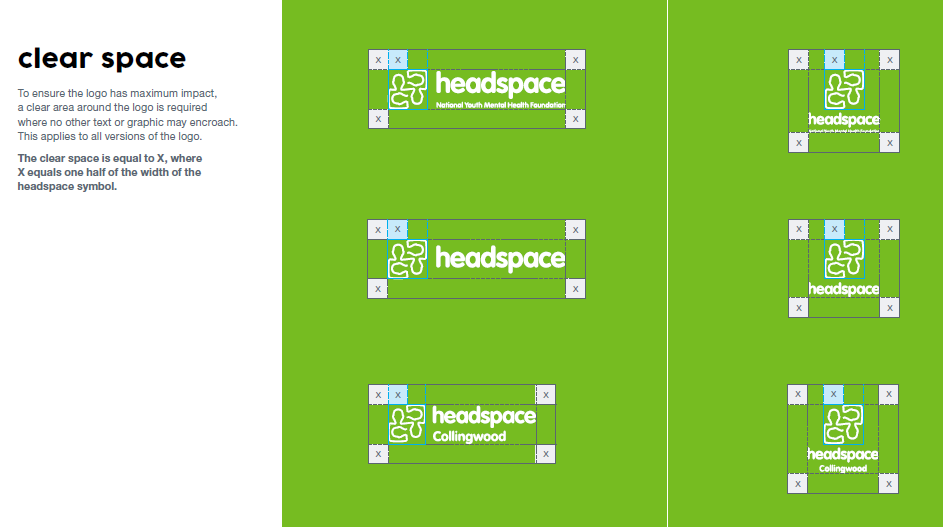 clear space
To ensure the logo has maximum impact,
a clear area around the logo is required
where no other text or graphic may encroach.
This applies to all versions of the logo.
The clear space is equal to X, where
X equals one half of the width of the
headspace symbol.
X X X
headspace
National Youth Mental Health Foundation
X X
X X X
headspace
X X
X X X
headspace
Collingwood
X X
X X X
headspace
X X
X X X
headspace
X X
X X X
headspace
Collingwood
X X